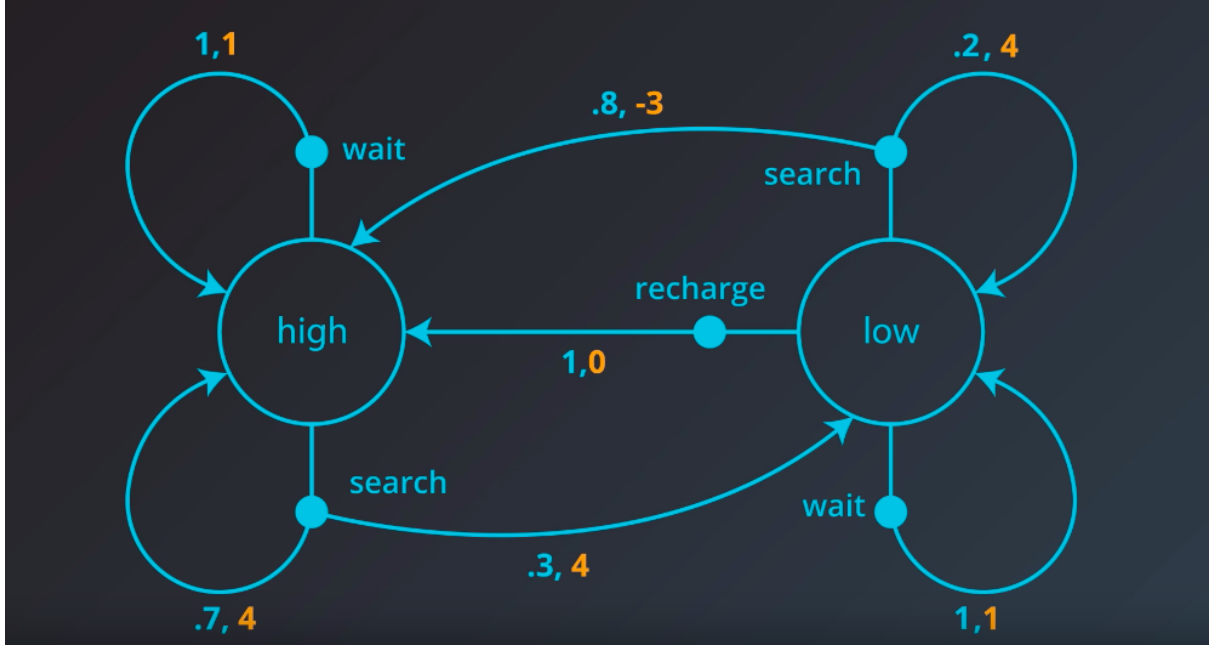 1,1
.2, 4
.8, -3
wait
search
recharge
high
low
1,0
search
wait
.3, 4
.7, 4
1,1